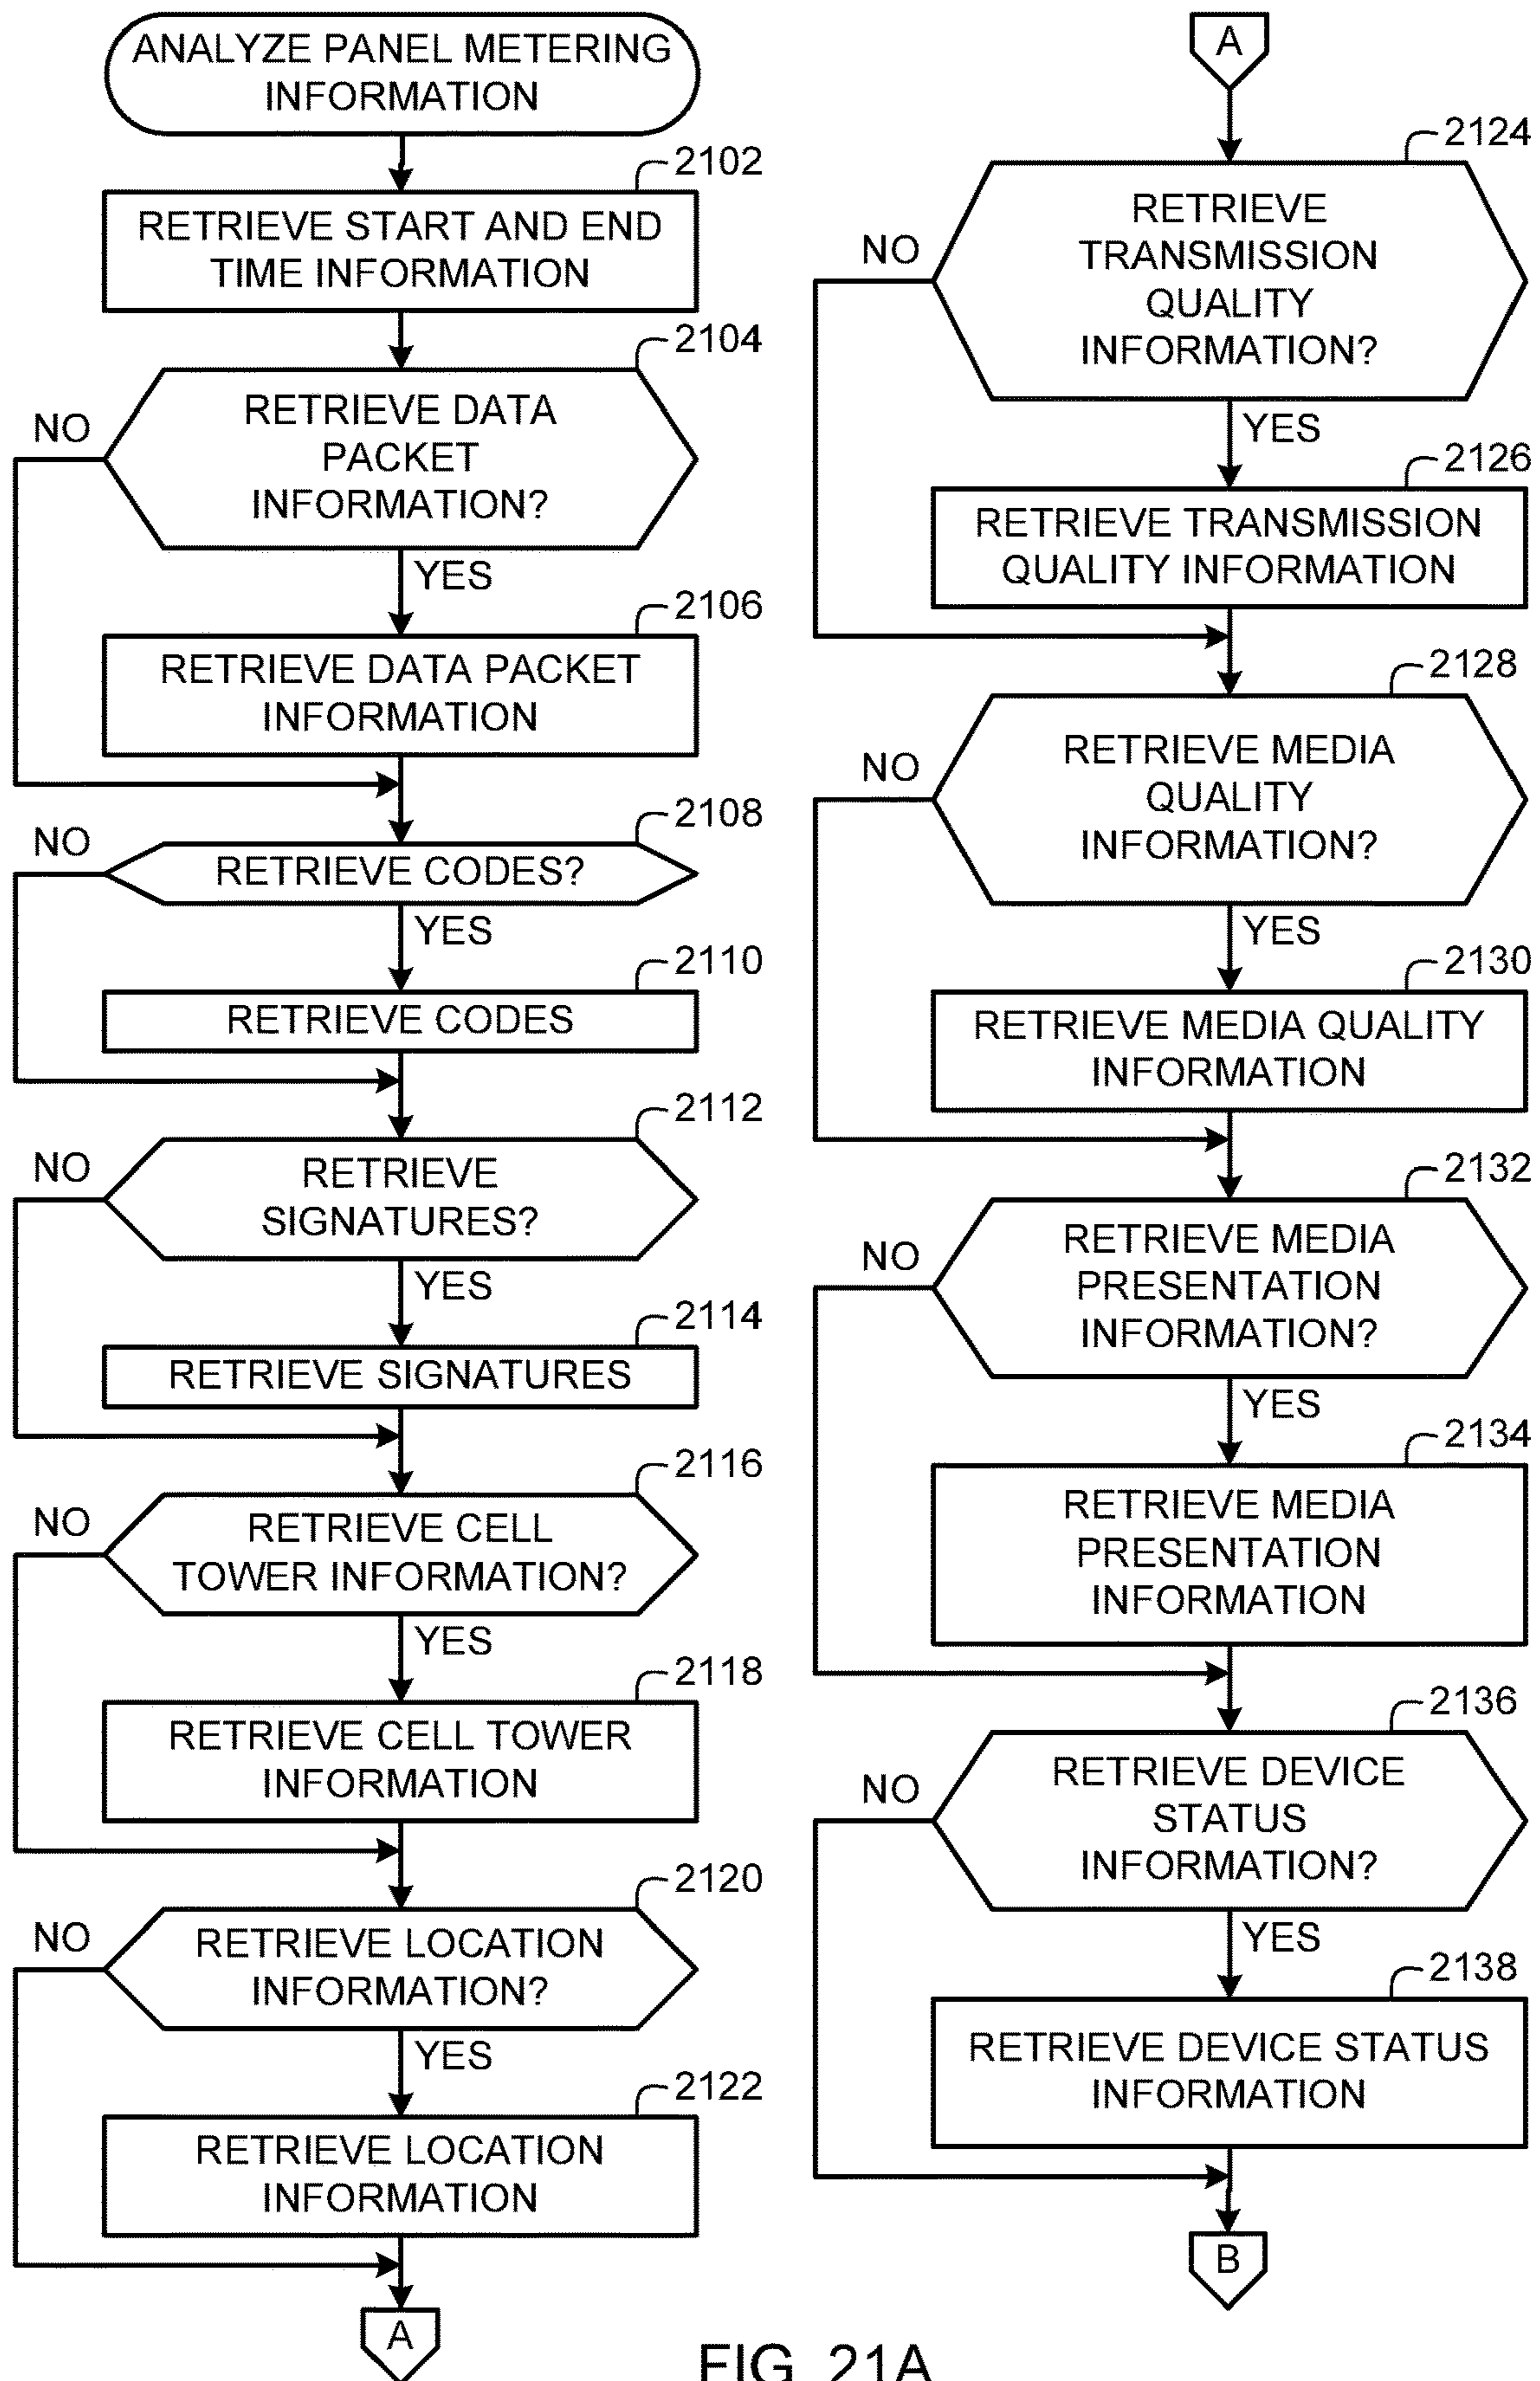 ANALYZE PANEL METERING
INFORMATION
2102
RETRIEVE START AND END
TIME INFORMATION
2104
RETRIEVE DATA
PACKET
INFORMATION?
NO
YES
2106
RETRIEVE DATA PACKET
INFORMATION
2108
RETRIEVE CODES?
NO
YES
2110
RETRIEVE CODES
2112
RETRIEVE
SIGNATURES?
NO
YES
2114
RETRIEVE SIGNATURES
2116
RETRIEVE CELL
TOWER INFORMATION?
NO
YES
2118
RETRIEVE CELL TOWER
INFORMATION
2120
RETRIEVE LOCATION
INFORMATION?
NO
YES
2122
RETRIEVE LOCATION
INFORMATION
A
A
2124
RETRIEVE
TRANSMISSION
QUALITY
INFORMATION?
NO
YES
2126
RETRIEVE TRANSMISSION
QUALITY INFORMATION
2128
RETRIEVE MEDIA
QUALITY
INFORMATION?
NO
YES
2130
RETRIEVE MEDIA QUALITY
INFORMATION
2132
RETRIEVE MEDIA
PRESENTATION
INFORMATION?
NO
YES
2134
RETRIEVE MEDIA
PRESENTATION
INFORMATION
2136
RETRIEVE DEVICE
STATUS
INFORMATION?
NO
YES
2138
RETRIEVE DEVICE STATUS
INFORMATION
B
FIG. 21A